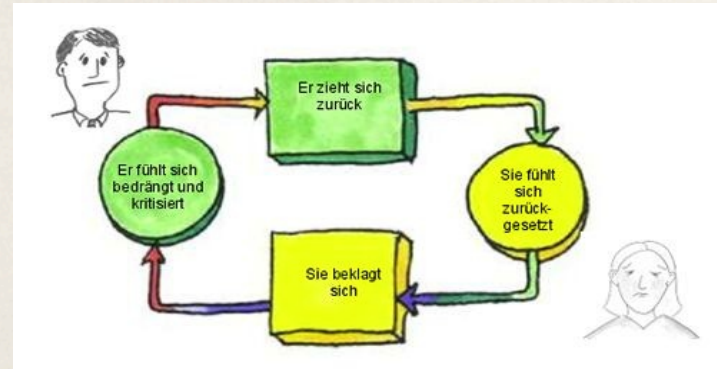 Er zieht sich
zurück
Er fühlt sich
bedrängt und
kritisiert
Sie fühlt
sich
zurück-
gesetzt
Sie beklagt
sich